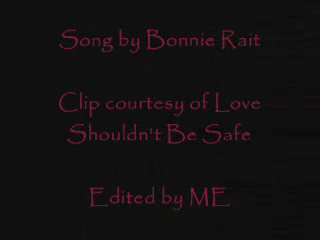 Song by Bonnie Rait
Clip courtesy of Love
Shouldn't Be Safe
Edited by ME